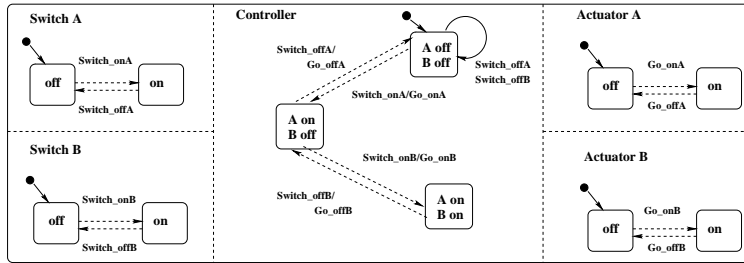 Switch A
Switch_onA
off
on
Switch_offA
Switch B
Switch_onB
off
on
Switch_offB
Controller
A off
B off
Switch_offA/
Go_offA
Switch_offA
Switch_offB
Switch_onA/Go_onA
A on
B off
Switch_onB/Go_onB
Switch_offB/
Go_offB
A on
B on
Actuator A
Go_onA
off
on
Go_offA
Actuator B
Go_onB
off
on
Go_offB